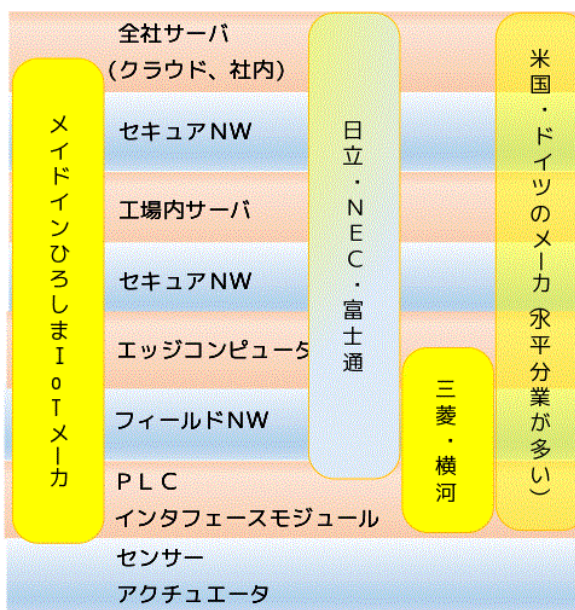 全社サーバ
(クラウド、社内)
セキュアNW
工場内サーバ
セキュアNW
エッジコンピュータ
フィールドNW
PLC
インタフェースモジュール
センサー
アクチュエータ
メイドインひろしまIoTメーカ
日立・NEC・富士通
三菱・横河
米国・ドイツのメーカ(水平分業が多い)